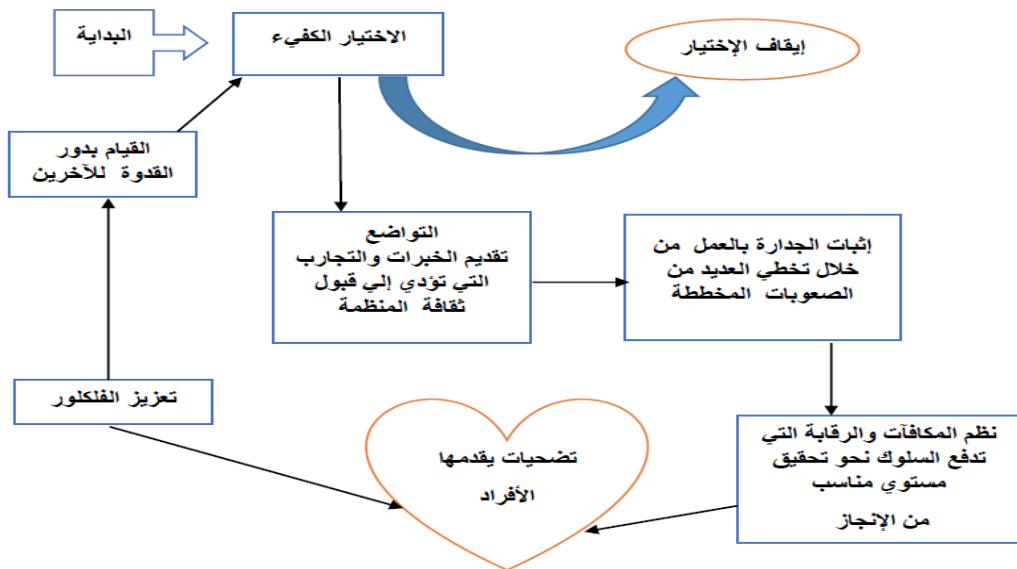 البداية
الاختيار الكفيء
إيقاف الإختيار
القيام بدور
القدوة للآخرين
التواضع
تقديم الخبرات والتجارب
التي تؤدي إلي قبول
ثقافة المنظمة
إثبات الجدارة بالعمل من
خلال تخطي العديد من
الصعوبات المخططة
تعزيز الفلكلور
تضحيات يقدمها
الأفراد
نظم المكافآت والرقابة التي
تدفع السلوك نحو تحقيق
مستوي مناسب
من الإنجاز